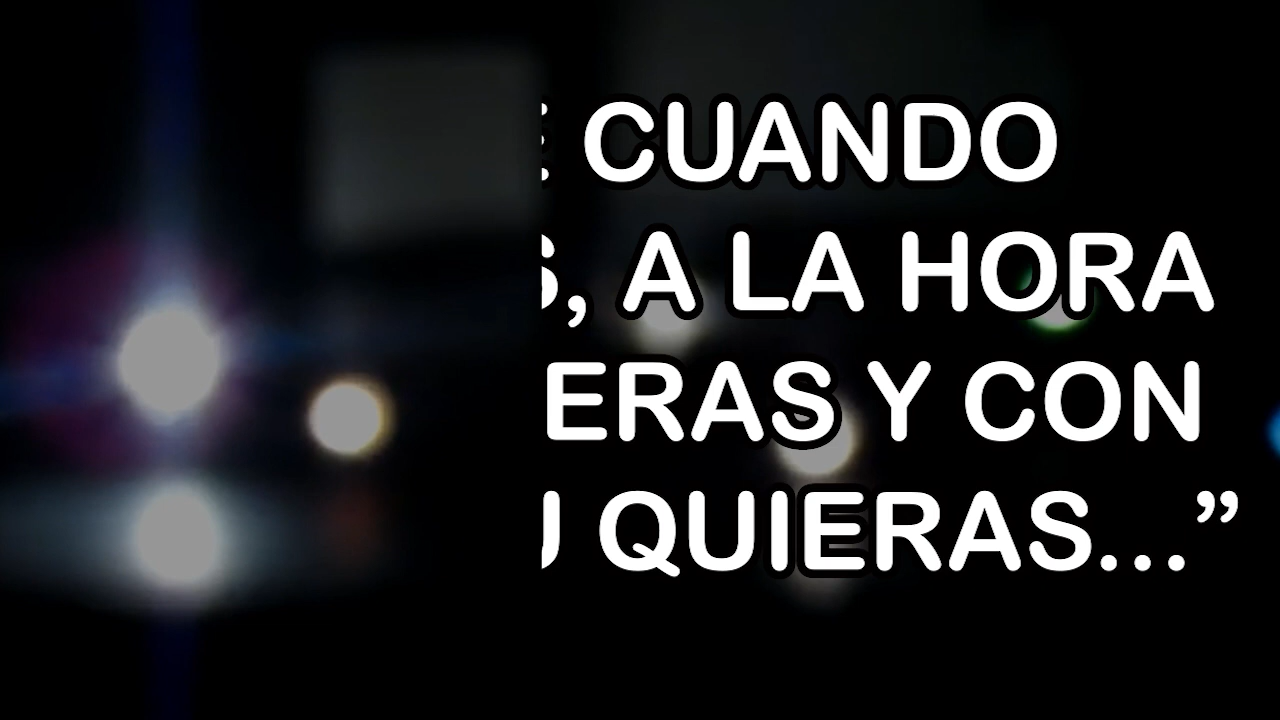 CUANDO
, A LA HORA
ERAS Y CON
QUIERAS...”